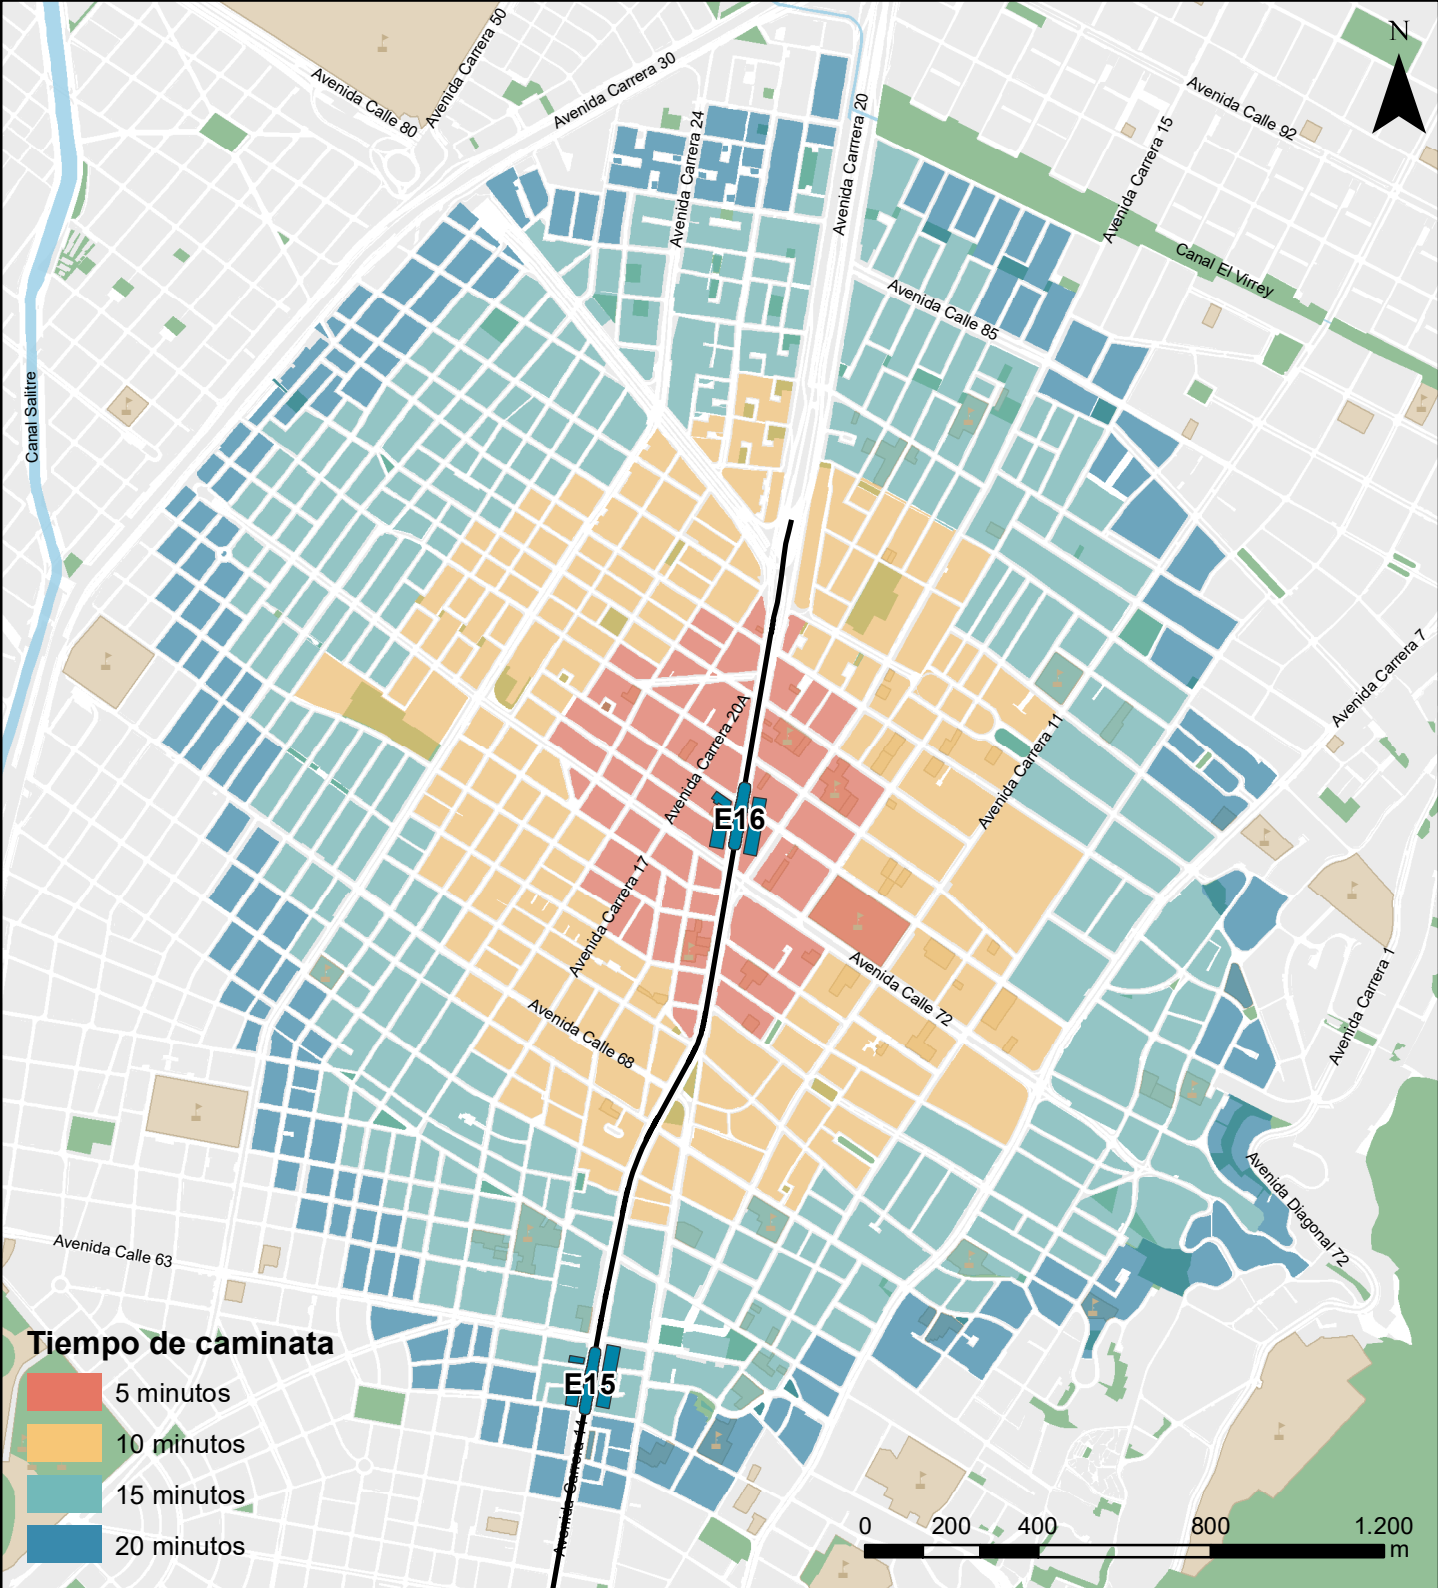 N
Avenida Carrera 50
Avenida Calle 80
Avenida Carrera 30
Avenida Carrera 24
Avenida Carrrera 20
Avenida Calle 92
Avenida Carrera 15
Canal El Virrey
Avenida Calle 85
Canal Salitre
Avenida Carrera 7
Avenida Carrera 20A
Avenida Carrera 11
E16
Avenida Carrera 17
Avenida Calle 72
Avenida Calle 68
Avenida Carrera 1
Avenida Diagonal 72
Avenida Calle 63
E15
Avenida Carrera 14
Tiempo de caminata
5 minutos
10 minutos
15 minutos
20 minutos
0 200 400 800 1.200
m